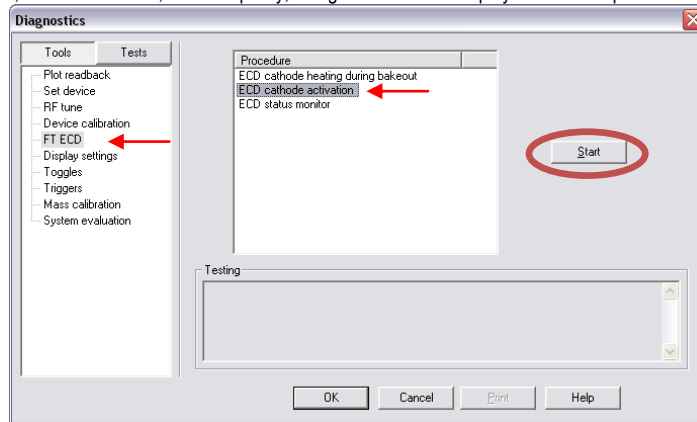 Diagnostics
Tools Tests
Plot readback
Set device
RF tune
Device calibration
FT ECD
Display settings
Toggles
Triggers
Mass calibration
System evaluation
Procedure
ECD cathode heating during bakeout
ECD cathode activation
ECD status monitor
Start
Testing
OK Cancel Print Help